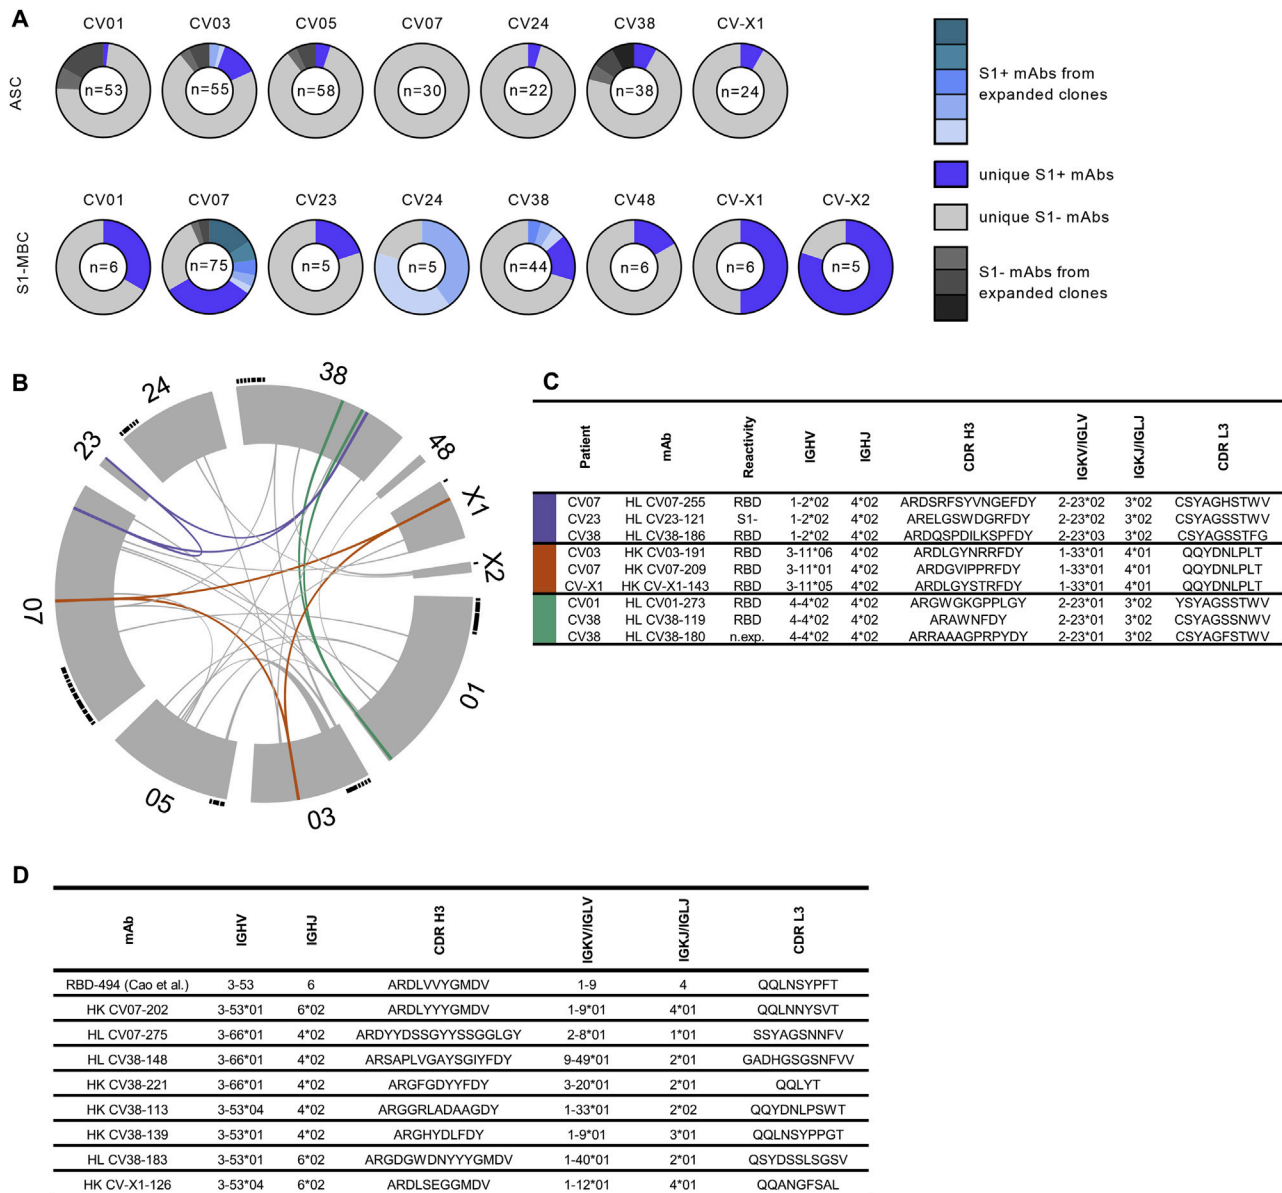 A
CV01 CV03 CV05 CV07 CV24 CV38 CV-X1
ASC
n=53 n=55 n=58 n=30 n=22 n=38 n=24
S1+ mAbs from
expanded clones
unique S1+ mAbs
unique S1- mAbs
S1- mAbs from
expanded clones
CV01 CV07 CV23 CV24 CV38 CV48 CV-X1 CV-X2
S1-MBC
n=6 n=75 n=5 n=5 n=44 n=6 n=6 n=5
B
23 24 38 48 X1 X2 01 03 05 07
C
Patient mAb Reactivity IGHV IGHJ CDR H3 IGKV/IGLV IGKJ/IGLJ CDR L3
CV07 HL CV07-255 RBD 1-2*02 4*02 ARDSRFSYVNGEFDY 2-23*02 3*02 CSYAGHSTWV
CV23 HL CV23-121 S1- 1-2*02 4*02 ARELGSWDGRFDY 2-23*02 3*02 CSYAGSSTWV
CV38 HL CV38-186 RBD 1-2*02 4*02 ARDQSPDILKSPFDY 2-23*03 3*02 CSYAGSSTFG
CV03 HK CV03-191 RBD 3-11*06 4*02 ARDLGYNRRFDY 1-33*01 4*01 QQYDNLPLT
CV07 HK CV07-209 RBD 3-11*01 4*02 ARDGVIPPRFDY 1-33*01 4*01 QQYDNLPLT
CV-X1 HK CV-X1-143 RBD 3-11*05 4*02 ARDLGYSTRFDY 1-33*01 4*01 QQYDNLPLT
CV01 HL CV01-273 RBD 4-4*02 4*02 ARGWGKGPPLGY 2-23*01 3*02 YSYAGSSTWV
CV38 HL CV38-119 RBD 4-4*02 4*02 ARAWNFDY 2-23*01 3*02 CSYAGSSNWV
CV38 HL CV38-180 n.exp. 4-4*02 4*02 ARRAAAGPRPYDY 2-23*01 3*02 CSYAGFSTWV
D
mAb IGHV IGHJ CDR H3 IGKV/IGLV IGKJ/IGLJ CDR L3
RBD-494 (Cao et al.) 3-53 6 ARDLVVYGMDV 1-9 4 QQLNSYPFT
HK CV07-202 3-53*01 6*02 ARDLYYYGMDV 1-9*01 4*01 QQLNNYSVT
HL CV07-275 3-66*01 4*02 ARDYYDSSGYYSSGGLGY 2-8*01 1*01 SSYAGSNNFV
HL CV38-148 3-66*01 4*02 ARSAPLVGAYSGIYFDY 9-49*01 2*01 GADHGSGSNFVV
HK CV38-221 3-66*01 4*02 ARGFGDYYFDY 3-20*01 2*01 QQLYT
HK CV38-113 3-53*04 4*02 ARGGRLADAAGDY 1-33*01 2*02 QQYDNLPSWT
HK CV38-139 3-53*01 4*02 ARGHYDLFDY 1-9*01 3*01 QQLNSYPPGT
HL CV38-183 3-53*01 6*02 ARGDGWDNYYYGMDV 1-40*01 2*01 QSYDSSLSGSV
HK CV-X1-126 3-53*04 6*02 ARDLSEGGMDV 1-12*01 4*01 QQANGFSAL